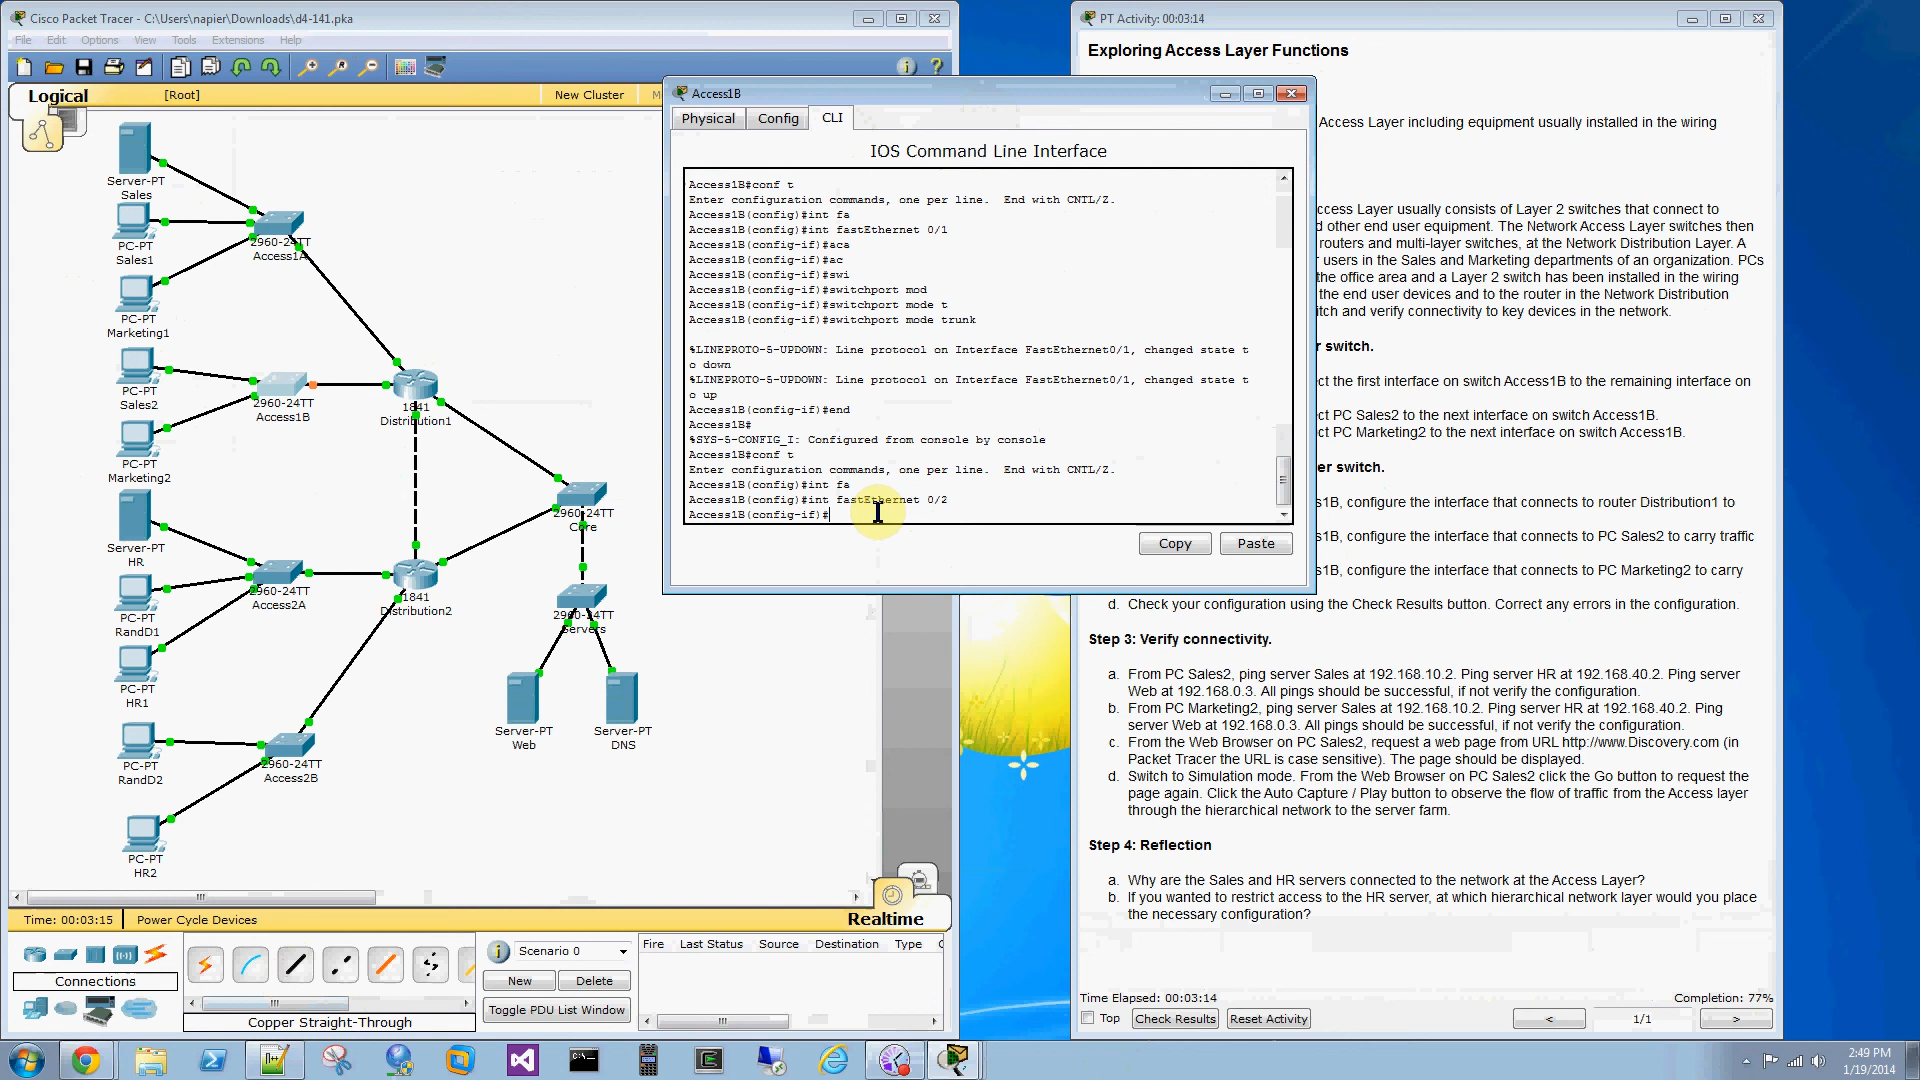 Cisco Packet Tracer - C:\Users\napier\Downloads\d4-141.pka
File Edit Options View Tools Extensions Help
Logical
[Root]
New Cluster
Server-PT
Sales
PC-PT
Sales1
2960-24TT
Access1A
PC-PT
Marketing1
PC-PT
Sales2
2960-24TT
Access1B
1841
Distribution1
PC-PT
Marketing2
Server-PT
HR
2960-24TT
Core
2960-24TT
Access2A
1841
Distribution2
PC-PT
RandD1
2960-24TT
Servers
PC-PT
HR1
Server-PT
Web
Server-PT
DNS
PC-PT
RandD2
2960-24TT
Access2B
PC-PT
HR2
Realtime
Time: 00:03:15
Power Cycle Devices
Connections
Copper Straight-Through
Scenario 0
New
Delete
Toggle PDU List Window
Fire Last Status Source Destination Type
Access1B
Physical
Config
CLI
IOS Command Line Interface
Access1B#conf t
Enter configuration commands, one per line. End with CNTL/Z.
Access1B(config)#int fa
Access1B(config)#int fastEthernet 0/1
Access1B(config-if)#aca
Access1B(config-if)#ac
Access1B(config-if)#swi
Access1B(config-if)#switchport mod
Access1B(config-if)#switchport mode t
Access1B(config-if)#switchport mode trunk
%LINEPROTO-5-UPDOWN: Line protocol on Interface FastEthernet0/1, changed state t
o down
%LINEPROTO-5-UPDOWN: Line protocol on Interface FastEthernet0/1, changed state t
o up
Access1B(config-if)#end
Access1B#
%SYS-5-CONFIG_I: Configured from console by console
Access1B#conf t
Enter configuration commands, one per line. End with CNTL/Z.
Access1B(config)#int fa
Access1B(config)#int fastEthernet 0/2
Access1B(config-if)#
Copy
Paste
PT Activity: 00:03:14
Exploring Access Layer Functions
Access Layer including equipment usually installed in the wiring
ccess Layer usually consists of Layer 2 switches that connect to
d other end user equipment. The Network Access Layer switches then
routers and multi-layer switches, at the Network Distribution Layer. A
r users in the Sales and Marketing departments of an organization. PCs
the office area and a Layer 2 switch has been installed in the wiring
the end user devices and to the router in the Network Distribution
itch and verify connectivity to key devices in the network.
r switch.
ct the first interface on switch Access1B to the remaining interface on
ct PC Sales2 to the next interface on switch Access1B.
ct PC Marketing2 to the next interface on switch Access1B.
er switch.
s1B, configure the interface that connects to router Distribution1 to
s1B, configure the interface that connects to PC Sales2 to carry traffic
s1B, configure the interface that connects to PC Marketing2 to carry
d. Check your configuration using the Check Results button. Correct any errors in the configuration.
Step 3: Verify connectivity.
a. From PC Sales2, ping server Sales at 192.168.10.2. Ping server HR at 192.168.40.2. Ping server
Web at 192.168.0.3. All pings should be successful, if not verify the configuration.
b. From PC Marketing2, ping server Sales at 192.168.10.2. Ping server HR at 192.168.40.2. Ping
server Web at 192.168.0.3. All pings should be successful, if not verify the configuration.
c. From the Web Browser on PC Sales2, request a web page from URL http://www.Discovery.com (in
Packet Tracer the URL is case sensitive). The page should be displayed.
d. Switch to Simulation mode. From the Web Browser on PC Sales2 click the Go button to request the
page again. Click the Auto Capture / Play button to observe the flow of traffic from the Access layer
through the hierarchical network to the server farm.
Step 4: Reflection
a. Why are the Sales and HR servers connected to the network at the Access Layer?
b. If you wanted to restrict access to the HR server, at which hierarchical network layer would you place
the necessary configuration?
Time Elapsed: 00:03:14
Completion: 77%
Top
Check Results
Reset Activity
<
1/1
>
2:49 PM
1/19/2014